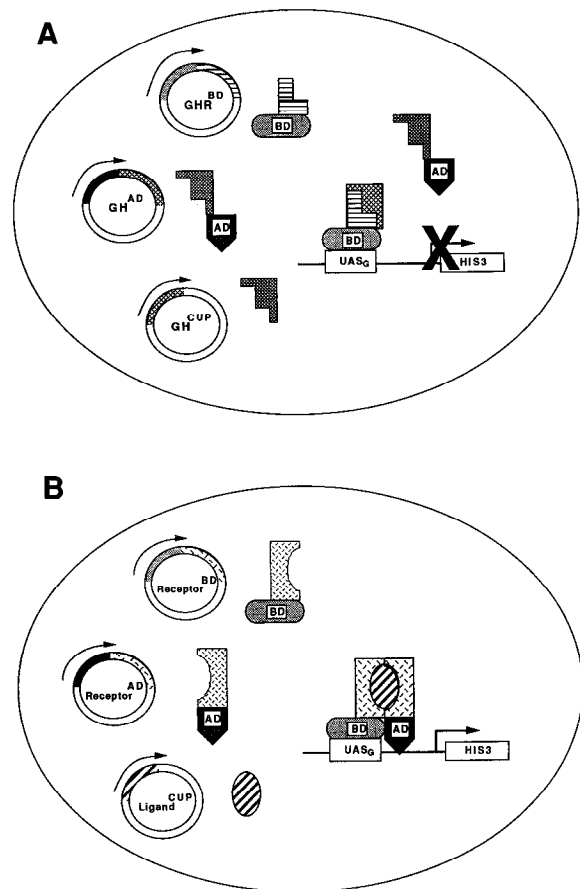 A
GHR BD
BD
GH AD
AD
AD
GH CUP
BD
UASG
X
HIS3
B
Receptor BD
BD
Receptor AD
AD
Ligand CUP
BD
AD
UASG
HIS3